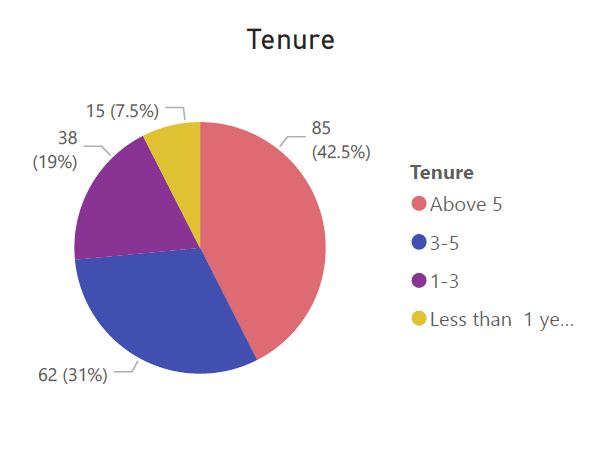 Tenure
15 (7.5%)
85
(42.5%)
38
(19%)
62 (31%)
Tenure
Above 5
3-5
1-3
Less than  1 ye...